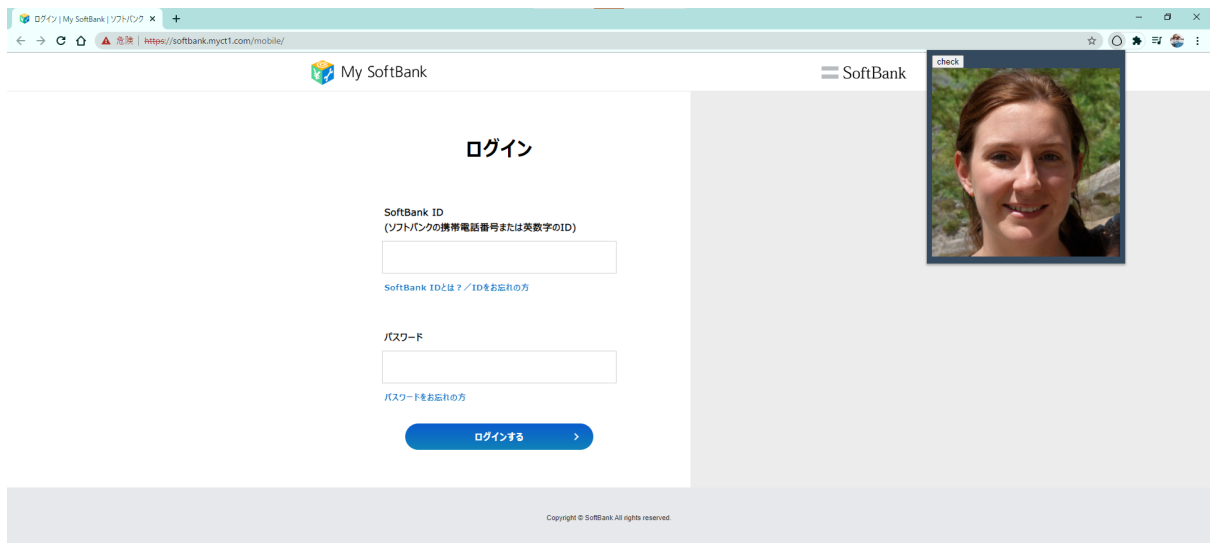 ログイン | My SoftBank | ソフトバンク
危険 | https://softbank.myct1.com/mobile/
My SoftBank
SoftBank
check
ログイン
SoftBank ID
(ソフトバンクの携帯電話番号または英数字のID)
SoftBank IDとは？／IDをお忘れの方
パスワード
パスワードをお忘れの方
ログインする
Copyright © SoftBank All rights reserved.